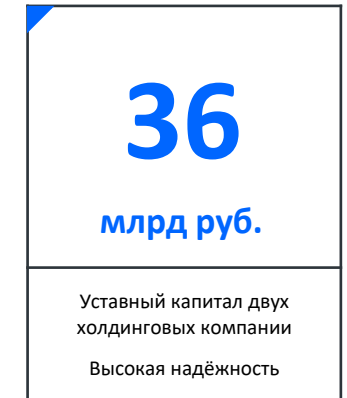 36
млрд руб.
Уставный капитал двух
холдинговых компании
Высокая надёжность